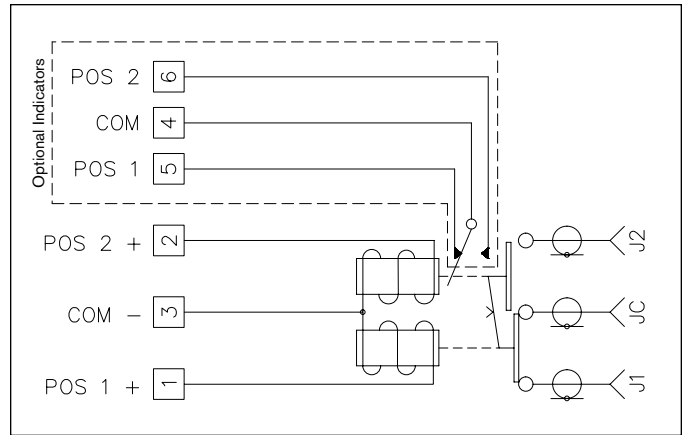 Optional Indicators
POS 2 6
COM 4
POS 1 5
POS 2 + 2
J2
COM - 3
JC
POS 1 + 1
J1